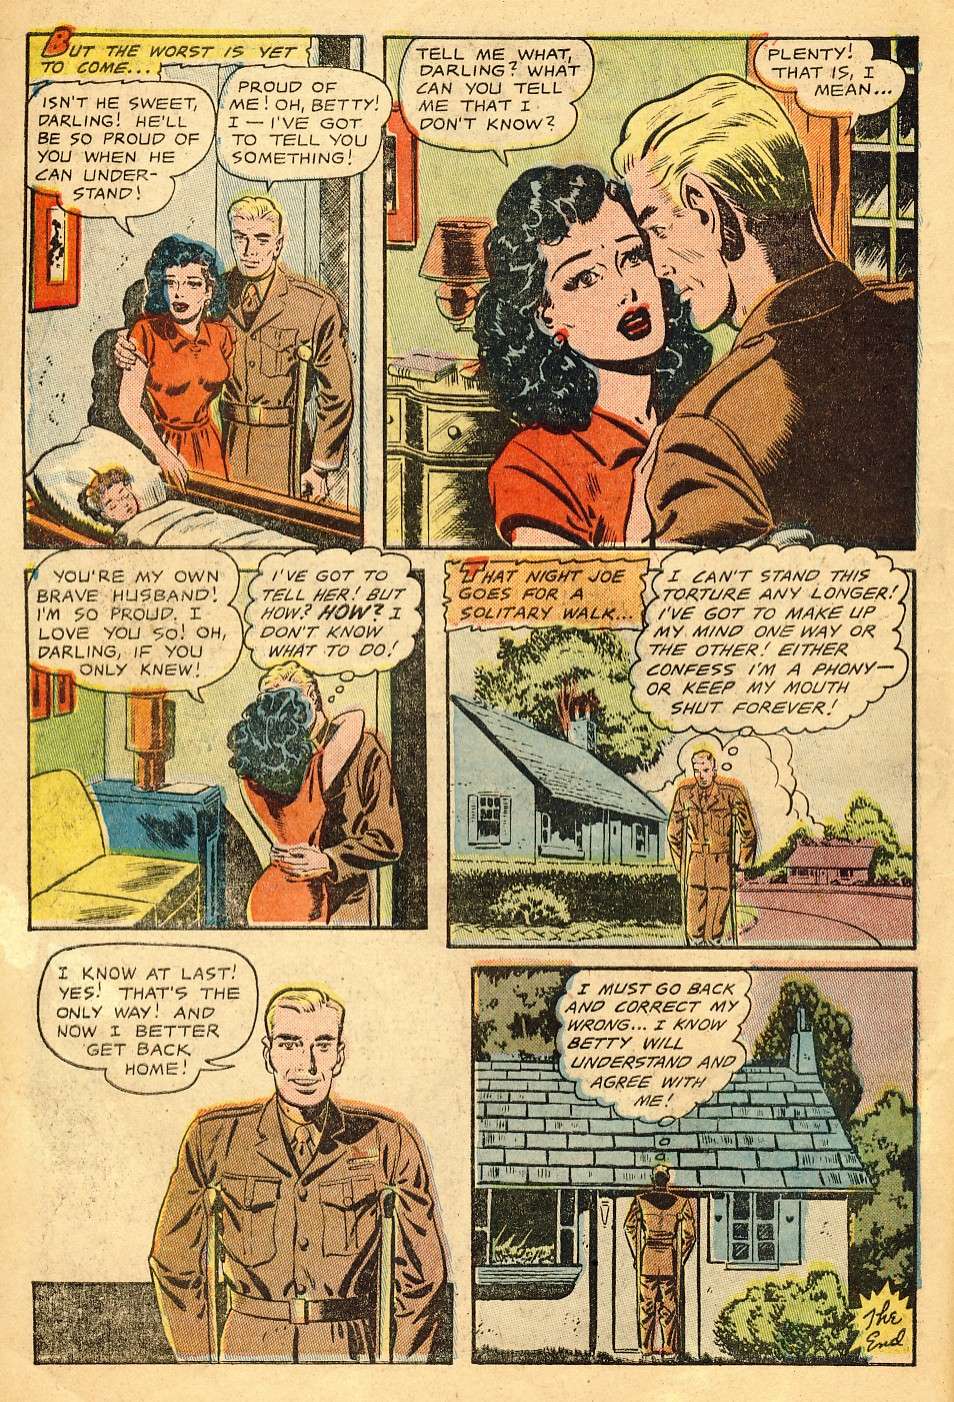 BUT THE WORST IS YET
TO COME...
ISN'T HE SWEET,
DARLING! HE'LL
BE SO PROUD OF
YOU WHEN HE
CAN UNDER-
STAND!
PROUD OF
ME! OH, BETTY!
I — I'VE GOT
TO TELL YOU
SOMETHING!
TELL ME WHAT,
DARLING? WHAT
CAN YOU TELL
ME THAT I
DON'T KNOW?
PLENTY!
THAT IS, I
MEAN...
YOU'RE MY OWN
BRAVE HUSBAND!
I'M SO PROUD. I
LOVE YOU SO! OH,
DARLING, IF YOU
ONLY KNEW!
I'VE GOT TO
TELL HER! BUT
HOW? HOW? I
DON'T KNOW
WHAT TO DO!
THAT NIGHT JOE
GOES FOR A
SOLITARY WALK...
I CAN'T STAND THIS
TORTURE ANY LONGER!
I'VE GOT TO MAKE UP
MY MIND ONE WAY OR
THE OTHER! EITHER
CONFESS I'M A PHONY—
OR KEEP MY MOUTH
SHUT FOREVER!
I KNOW AT LAST!
YES! THAT'S THE
ONLY WAY! AND
NOW I BETTER
GET BACK
HOME!
I MUST GO BACK
AND CORRECT MY
WRONG... I KNOW
BETTY WILL
UNDERSTAND AND
AGREE WITH
ME!
The
End